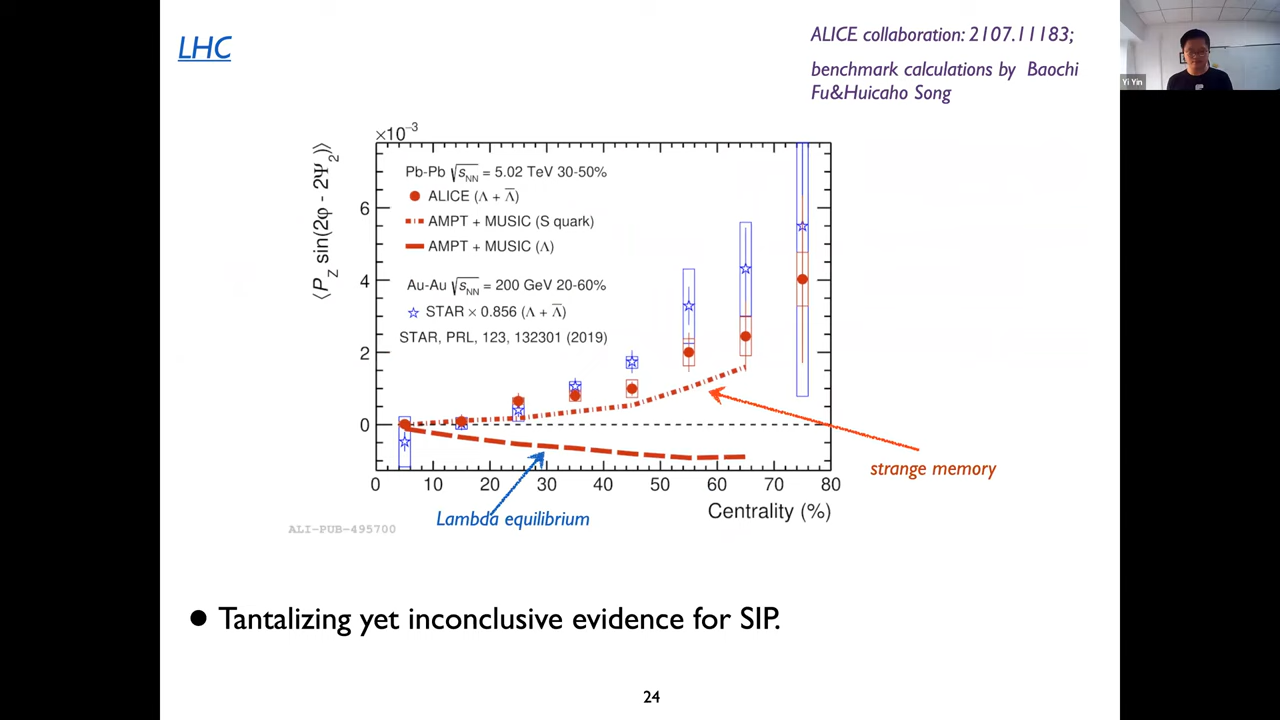 LHC
ALICE collaboration: 2107.11183;
benchmark calculations by Baochi
Fu&Huicaho Song
Yi Yin
×10⁻³
⟨P_Z sin(2φ - 2Ψ_2)⟩
Pb-Pb √s_NN = 5.02 TeV 30-50%
ALICE (Λ + Λ̅)
AMPT + MUSIC (S quark)
AMPT + MUSIC (Λ)
Au-Au √s_NN = 200 GeV 20-60%
STAR × 0.856 (Λ + Λ̅)
STAR, PRL, 123, 132301 (2019)
6
4
2
0
0 10 20 30 40 50 60 70 80
Centrality (%)
strange memory
Lambda equilibrium
ALI-PUB-495700
● Tantalizing yet inconclusive evidence for SIP.
24